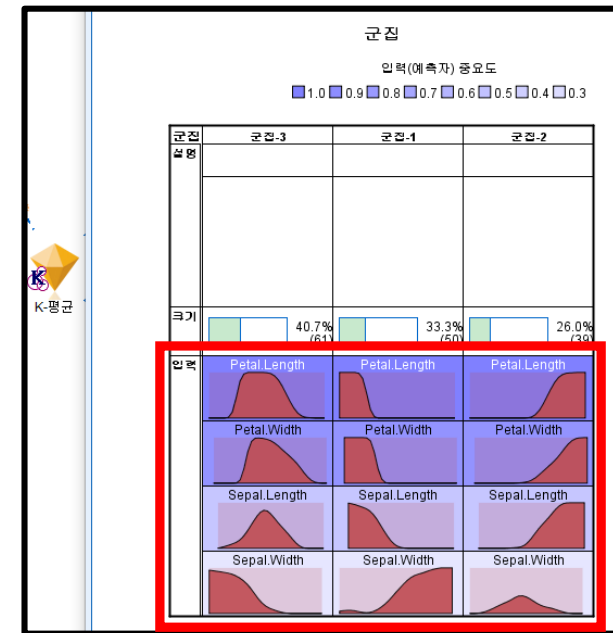 군집
입력(예측자) 중요도
1.0 0.9 0.8 0.7 0.6 0.5 0.4 0.3
군집 군집-3 군집-1 군집-2
설명
K
K-평균
크기 40.7% 33.3% 26.0%
(61) (50) (39)
입력 Petal.Length Petal.Length Petal.Length
Petal.Width Petal.Width Petal.Width
Sepal.Length Sepal.Length Sepal.Length
Sepal.Width Sepal.Width Sepal.Width